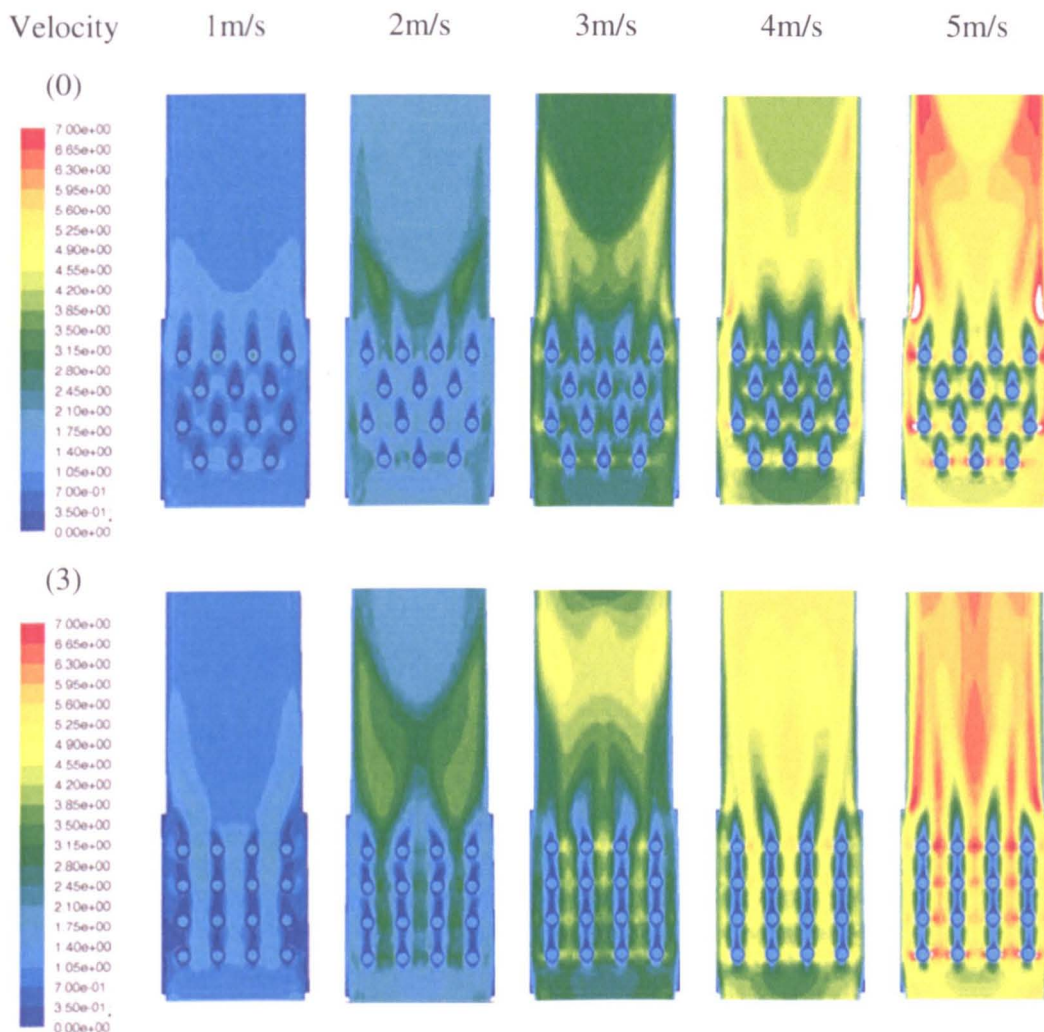 Velocity 1m/s 2m/s 3m/s 4m/s 5m/s
(0)
7.00e+00
6.65e+00
6.30e+00
5.95e+00
5.60e+00
5.25e+00
4.90e+00
4.55e+00
4.20e+00
3.85e+00
3.50e+00
3.15e+00
2.80e+00
2.45e+00
2.10e+00
1.75e+00
1.40e+00
1.05e+00
7.00e-01
3.50e-01
0.00e+00
(3)
7.00e+00
6.65e+00
6.30e+00
5.95e+00
5.60e+00
5.25e+00
4.90e+00
4.55e+00
4.20e+00
3.85e+00
3.50e+00
3.15e+00
2.80e+00
2.45e+00
2.10e+00
1.75e+00
1.40e+00
1.05e+00
7.00e-01
3.50e-01
0.00e+00